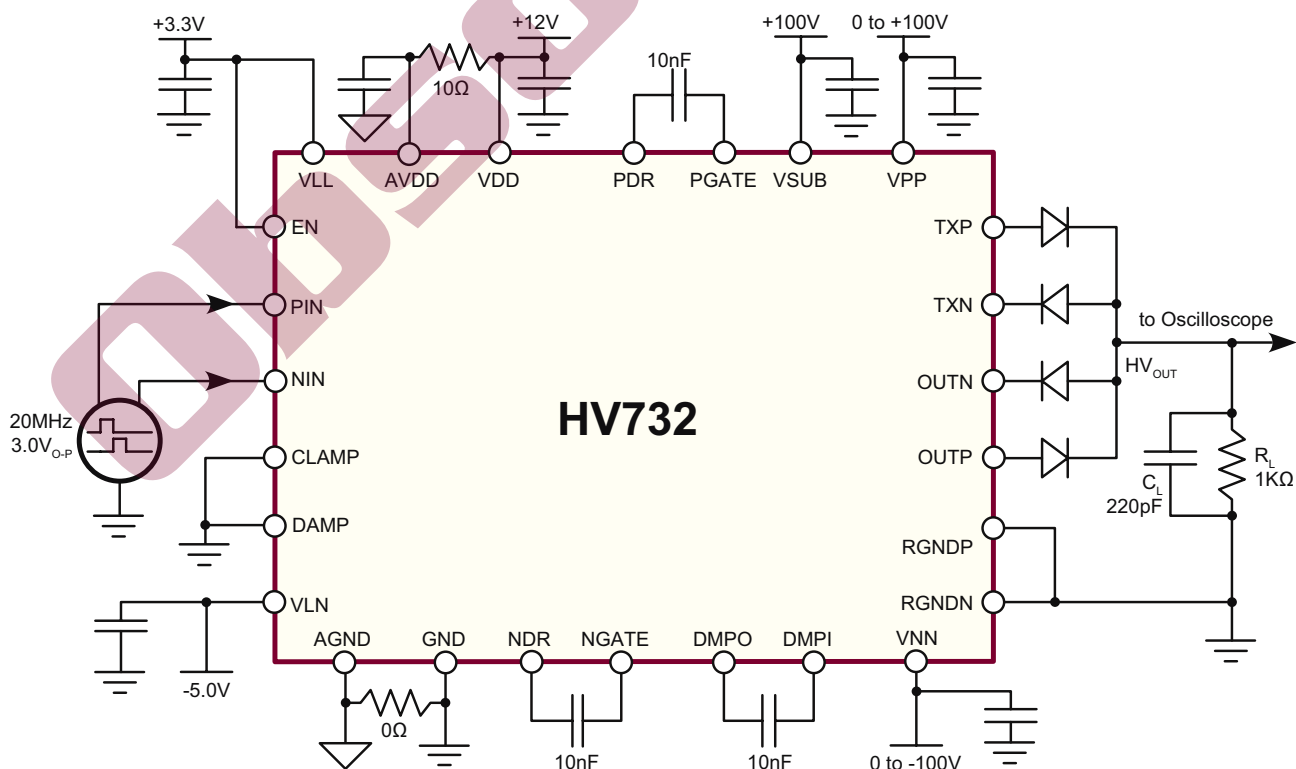 +3.3V
+12V
+100V
0 to +100V
10Ω
10nF
VLL
AVDD
VDD
PDR
PGATE
VSUB
VPP
EN
TXP
PIN
TXN
to Oscilloscope
NIN
OUTN
HVOUT
HV732
20MHz
3.0VO-P
CLAMP
OUTP
CL
220pF
RL
1KΩ
DAMP
RGNDP
VLN
RGNDN
AGND
GND
NDR
NGATE
DMPO
DMPI
VNN
-5.0V
0Ω
10nF
10nF
0 to -100V